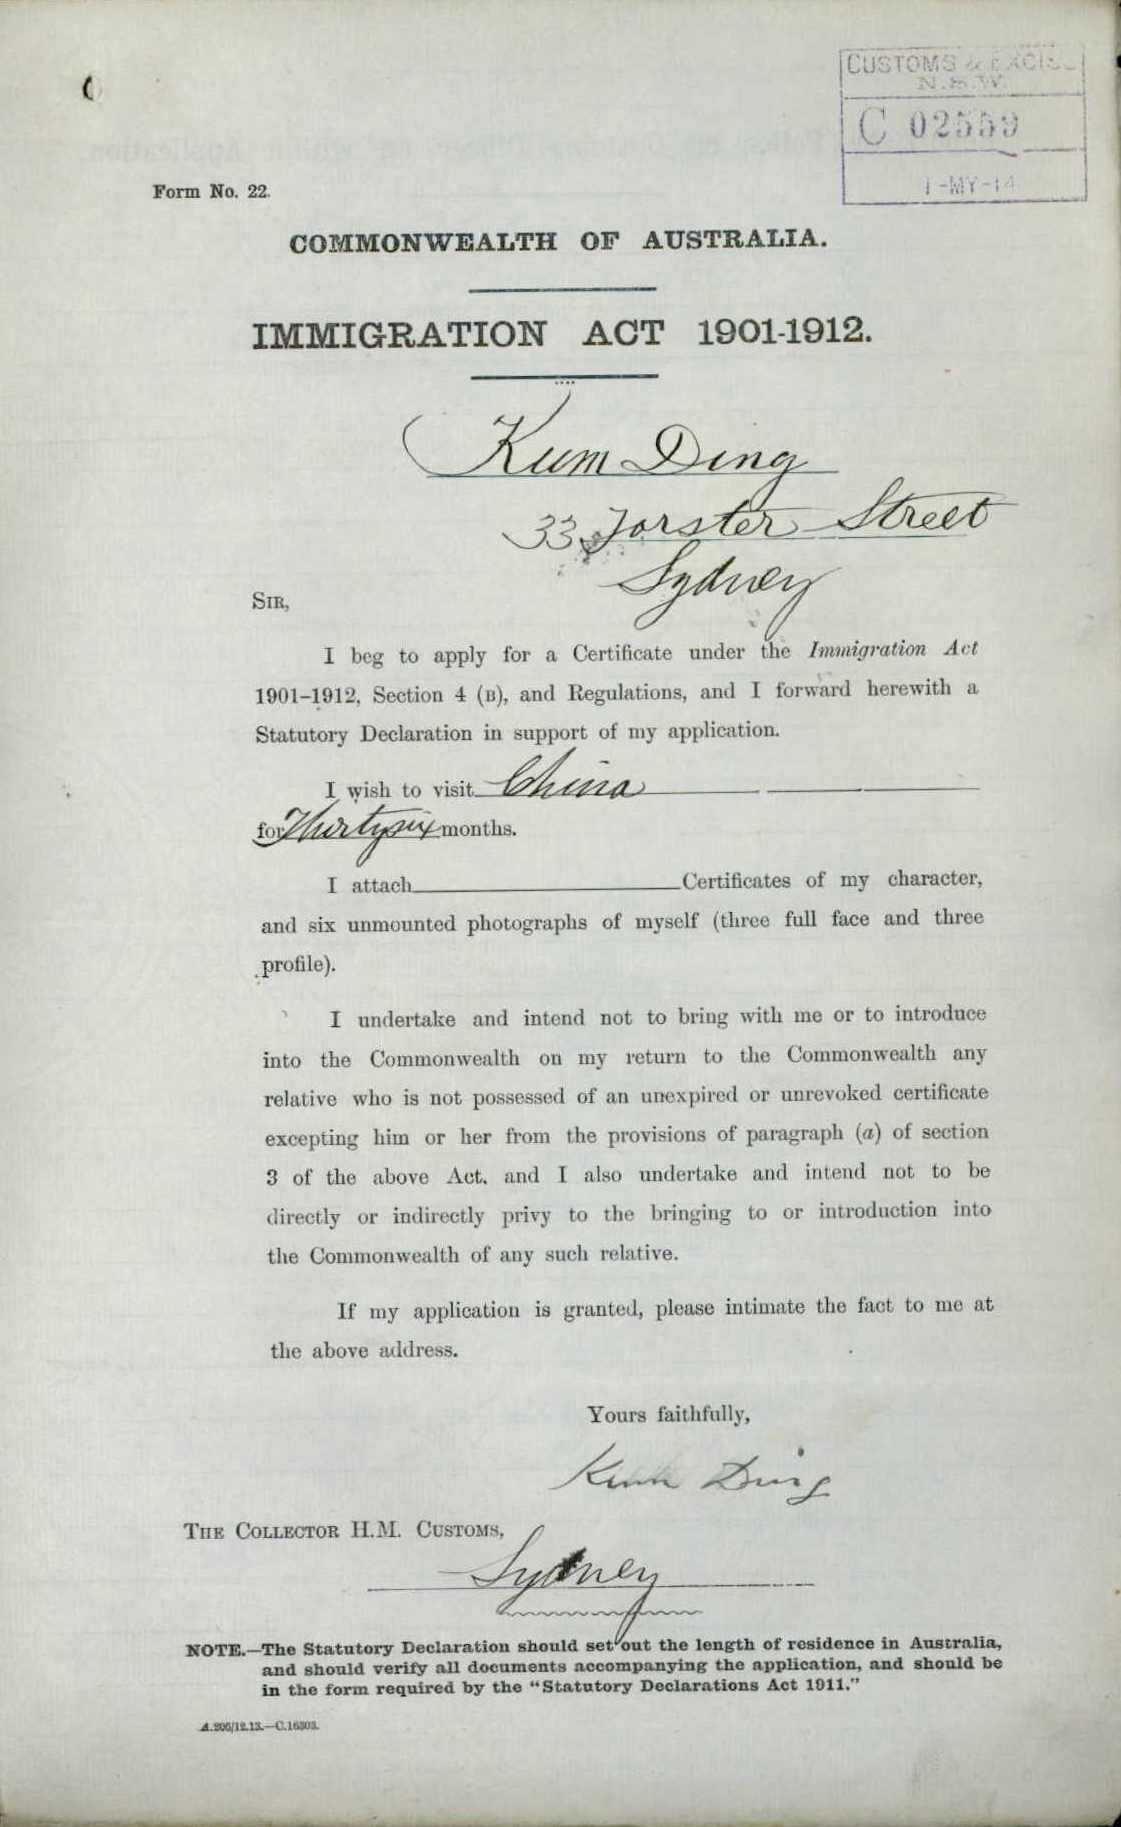 CUSTOMS & EXCISE
N.S.W.
C 02559
1-MY-14
Form No. 22.
COMMONWEALTH OF AUSTRALIA.
IMMIGRATION ACT 1901-1912.
Kum Ding
33 Forster Street
Sydney
SIR,
I beg to apply for a Certificate under the Immigration Act
1901–1912, Section 4 (B), and Regulations, and I forward herewith a
Statutory Declaration in support of my application.
I wish to visit China
for Thirtysix months.
I attach Certificates of my character,
and six unmounted photographs of myself (three full face and three
profile).
I undertake and intend not to bring with me or to introduce
into the Commonwealth on my return to the Commonwealth any
relative who is not possessed of an unexpired or unrevoked certificate
excepting him or her from the provisions of paragraph (a) of section
3 of the above Act, and I also undertake and intend not to be
directly or indirectly privy to the bringing to or introduction into
the Commonwealth of any such relative.
If my application is granted, please intimate the fact to me at
the above address.
Yours faithfully,
Kum Ding
THE COLLECTOR H.M. CUSTOMS,
Sydney
NOTE.—The Statutory Declaration should set out the length of residence in Australia,
and should verify all documents accompanying the application, and should be
in the form required by the "Statutory Declarations Act 1911."
A.205/12.13.—C.16303.